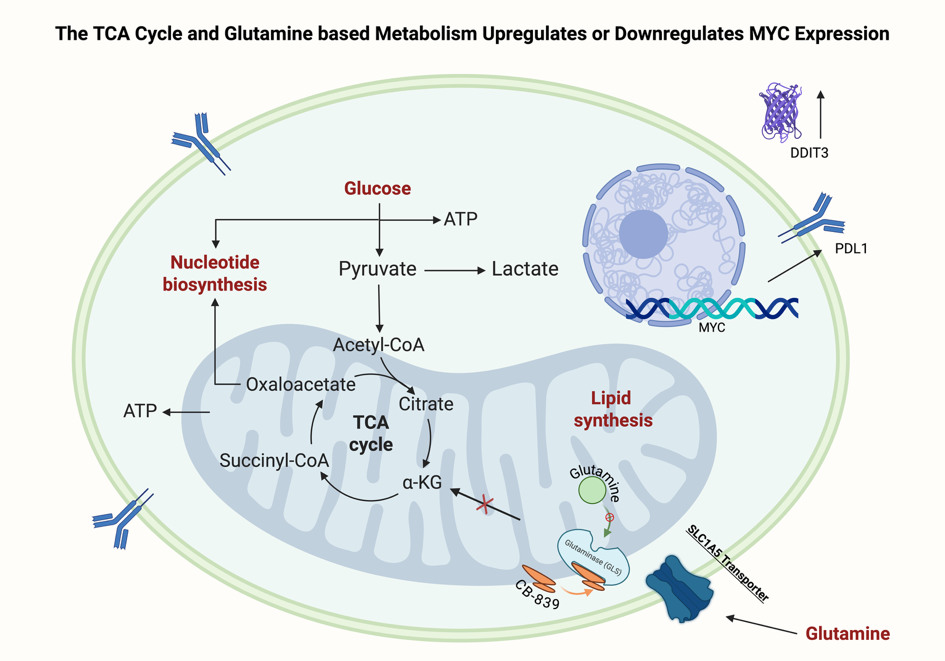 The TCA Cycle and Glutamine based Metabolism Upregulates or Downregulates MYC Expression
DDIT3
Glucose
ATP
PDL1
Nucleotide
biosynthesis
Pyruvate
Lactate
MYC
Acetyl-CoA
Oxaloacetate
Citrate
Lipid
synthesis
ATP
TCA
cycle
Succinyl-CoA
α-KG
Glutamine
Glutaminase (GLS)
CB-839
SLC1A5 Transporter
Glutamine